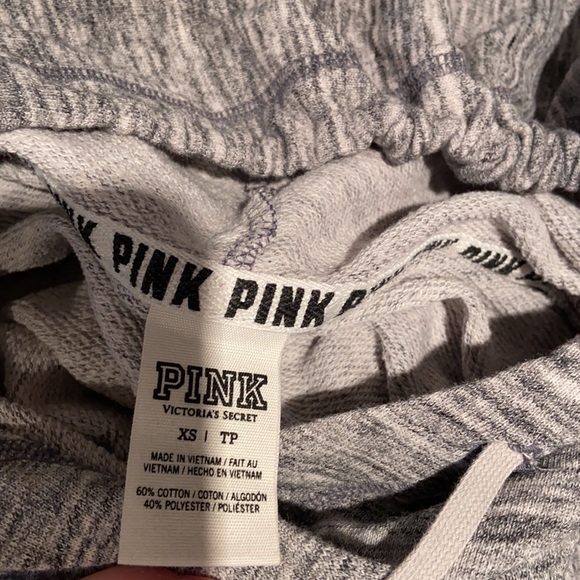 PINK PINK PINK PINK
PINK
VICTORIA'S SECRET
XS | TP
MADE IN VIETNAM / FAIT AU
VIETNAM / HECHO EN VIETNAM
60% COTTON / COTON / ALGODÓN
40% POLYESTER / POLIÉSTER